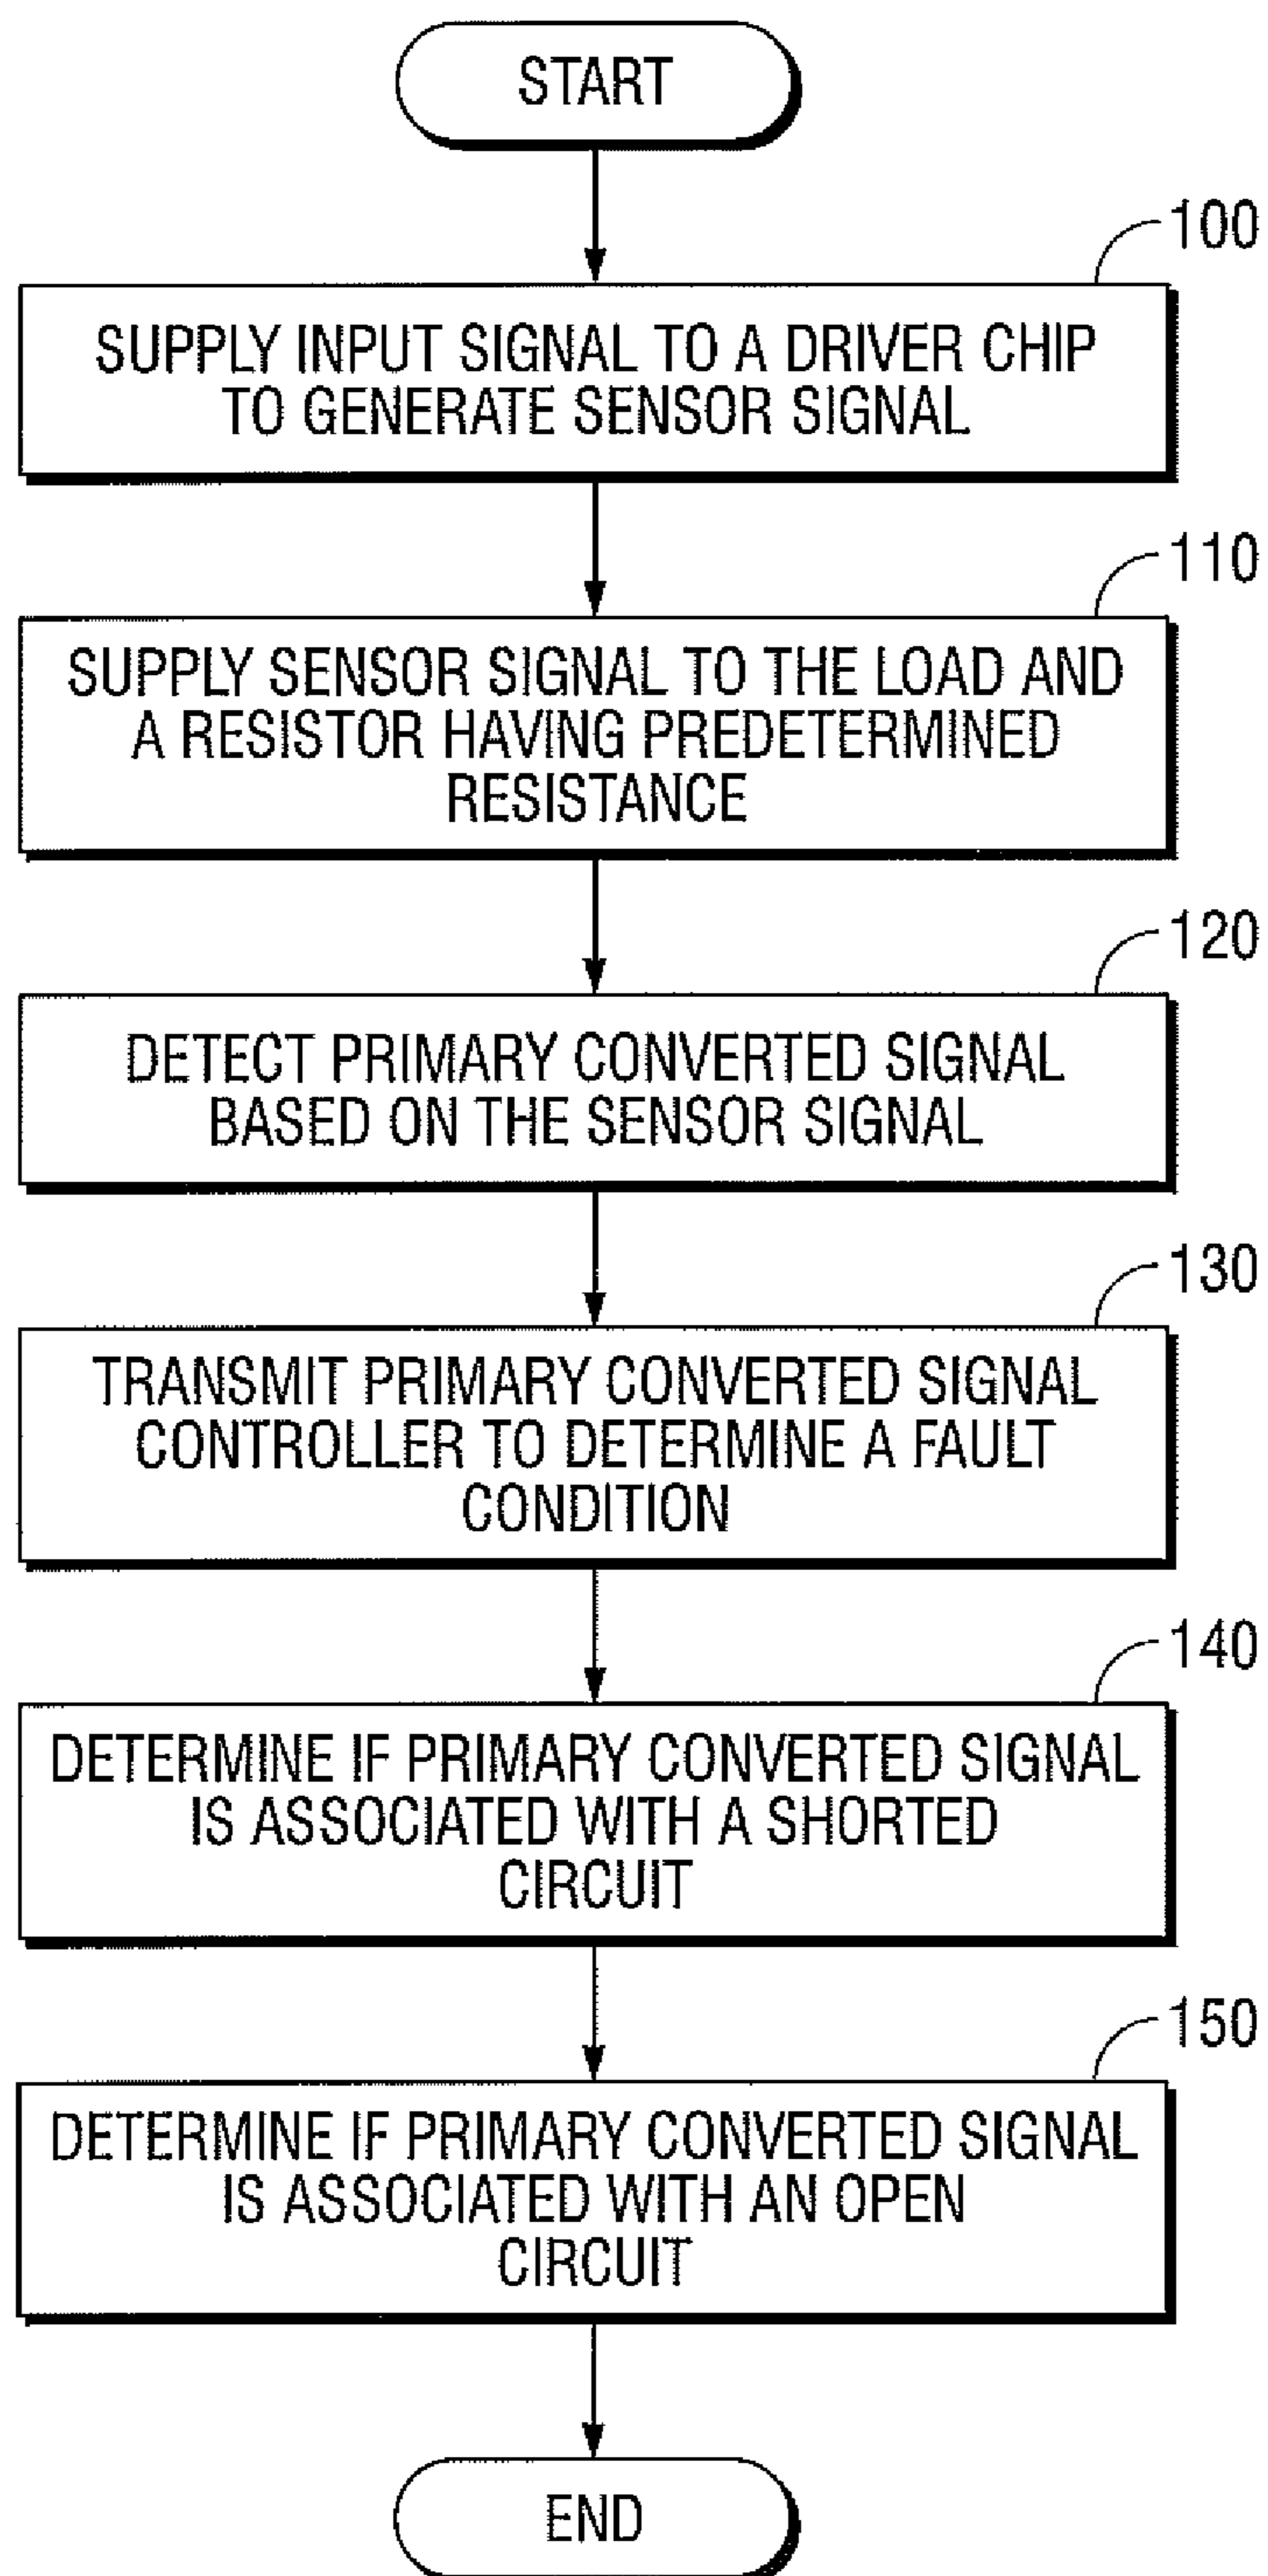 START
100
SUPPLY INPUT SIGNAL TO A DRIVER CHIP
TO GENERATE SENSOR SIGNAL
110
SUPPLY SENSOR SIGNAL TO THE LOAD AND
A RESISTOR HAVING PREDETERMINED
RESISTANCE
120
DETECT PRIMARY CONVERTED SIGNAL
BASED ON THE SENSOR SIGNAL
130
TRANSMIT PRIMARY CONVERTED SIGNAL
CONTROLLER TO DETERMINE A FAULT
CONDITION
140
DETERMINE IF PRIMARY CONVERTED SIGNAL
IS ASSOCIATED WITH A SHORTED
CIRCUIT
150
DETERMINE IF PRIMARY CONVERTED SIGNAL
IS ASSOCIATED WITH AN OPEN
CIRCUIT
END